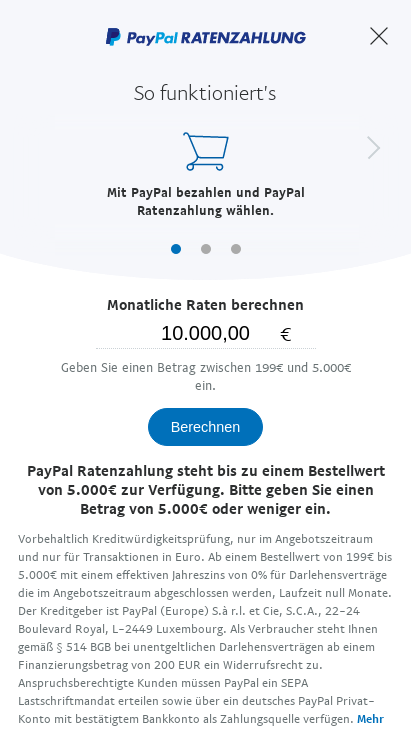 PayPal RATENZAHLUNG
So funktioniert's
Mit PayPal bezahlen und PayPal
Ratenzahlung wählen.
Monatliche Raten berechnen
10.000,00 €
Geben Sie einen Betrag zwischen 199€ und 5.000€
ein.
Berechnen
PayPal Ratenzahlung steht bis zu einem Bestellwert
von 5.000€ zur Verfügung. Bitte geben Sie einen
Betrag von 5.000€ oder weniger ein.
Vorbehaltlich Kreditwürdigkeitsprüfung, nur im Angebotszeitraum
und nur für Transaktionen in Euro. Ab einem Bestellwert von 199€ bis
5.000€ mit einem effektiven Jahreszins von 0% für Darlehensverträge
die im Angebotszeitraum abgeschlossen werden, Laufzeit null Monate.
Der Kreditgeber ist PayPal (Europe) S.à r.l. et Cie, S.C.A., 22-24
Boulevard Royal, L-2449 Luxembourg. Als Verbraucher steht Ihnen
gemäß § 514 BGB bei unentgeltlichen Darlehensverträgen ab einem
Finanzierungsbetrag von 200 EUR ein Widerrufsrecht zu.
Anspruchsberechtigte Kunden müssen PayPal ein SEPA
Lastschriftmandat erteilen sowie über ein deutsches PayPal Privat-
Konto mit bestätigtem Bankkonto als Zahlungsquelle verfügen. Mehr